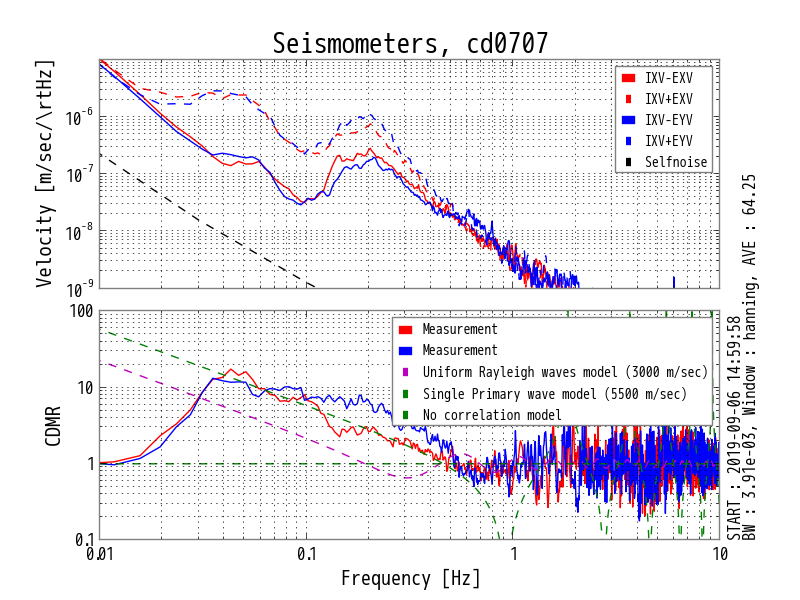 Seismometers, cd0707
Velocity [m/sec/\rtHz]
10-6
10-7
10-8
10-9
IXV-EXV
IXV+EXV
IXV-EYV
IXV+EYV
Selfnoise
CDMR
100
10
1
0.1
Measurement
Measurement
Uniform Rayleigh waves model (3000 m/sec)
Single Primary wave model (5500 m/sec)
No correlation model
0.01
0.1
1
10
Frequency [Hz]
START : 2019-09-06 14:59:58
BW : 3.91e-03, Window : hanning, AVE : 64.25